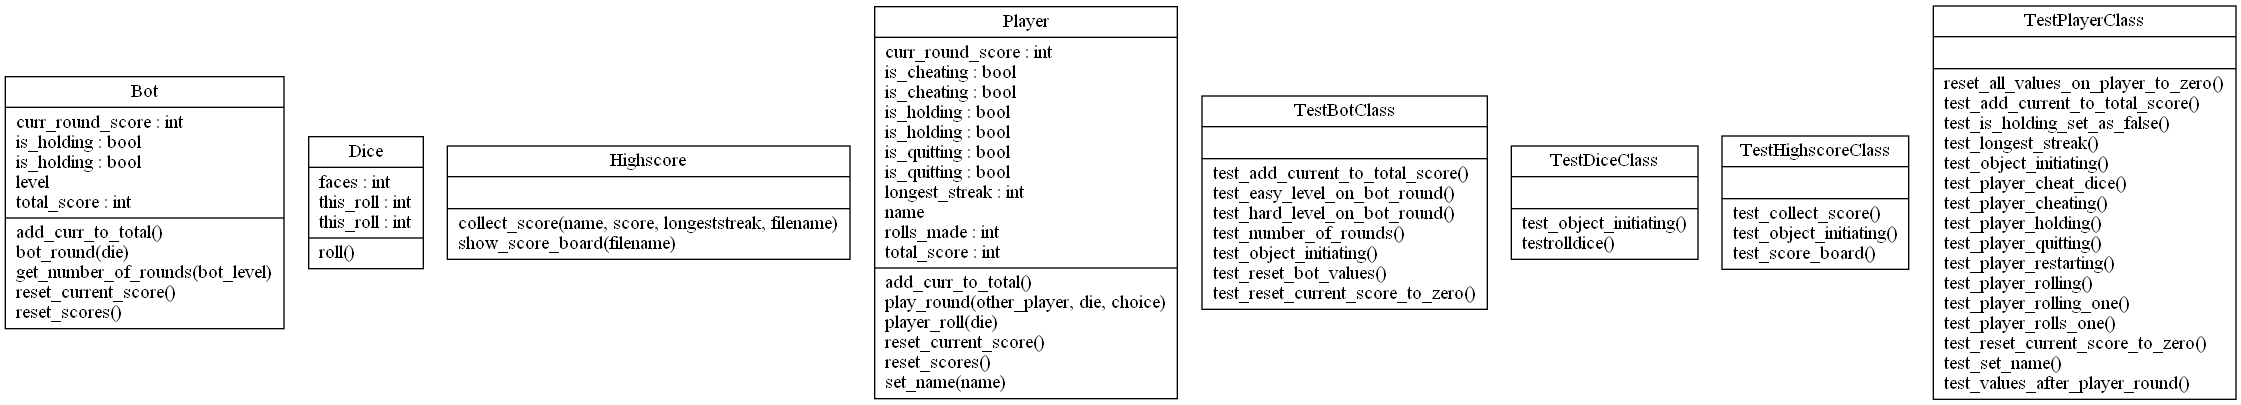 Bot
curr_round_score : int
is_holding : bool
is_holding : bool
level
total_score : int
add_curr_to_total()
bot_round(die)
get_number_of_rounds(bot_level)
reset_current_score()
reset_scores()
Dice
faces : int
this_roll : int
this_roll : int
roll()
Highscore
collect_score(name, score, longeststreak, filename)
show_score_board(filename)
Player
curr_round_score : int
is_cheating : bool
is_cheating : bool
is_holding : bool
is_holding : bool
is_quitting : bool
is_quitting : bool
longest_streak : int
name
rolls_made : int
total_score : int
add_curr_to_total()
play_round(other_player, die, choice)
player_roll(die)
reset_current_score()
reset_scores()
set_name(name)
TestBotClass
test_add_current_to_total_score()
test_easy_level_on_bot_round()
test_hard_level_on_bot_round()
test_number_of_rounds()
test_object_initiating()
test_reset_bot_values()
test_reset_current_score_to_zero()
TestDiceClass
test_object_initiating()
testrolldice()
TestHighscoreClass
test_collect_score()
test_object_initiating()
test_score_board()
TestPlayerClass
reset_all_values_on_player_to_zero()
test_add_current_to_total_score()
test_is_holding_set_as_false()
test_longest_streak()
test_object_initiating()
test_player_cheat_dice()
test_player_cheating()
test_player_holding()
test_player_quitting()
test_player_restarting()
test_player_rolling()
test_player_rolling_one()
test_player_rolls_one()
test_reset_current_score_to_zero()
test_set_name()
test_values_after_player_round()